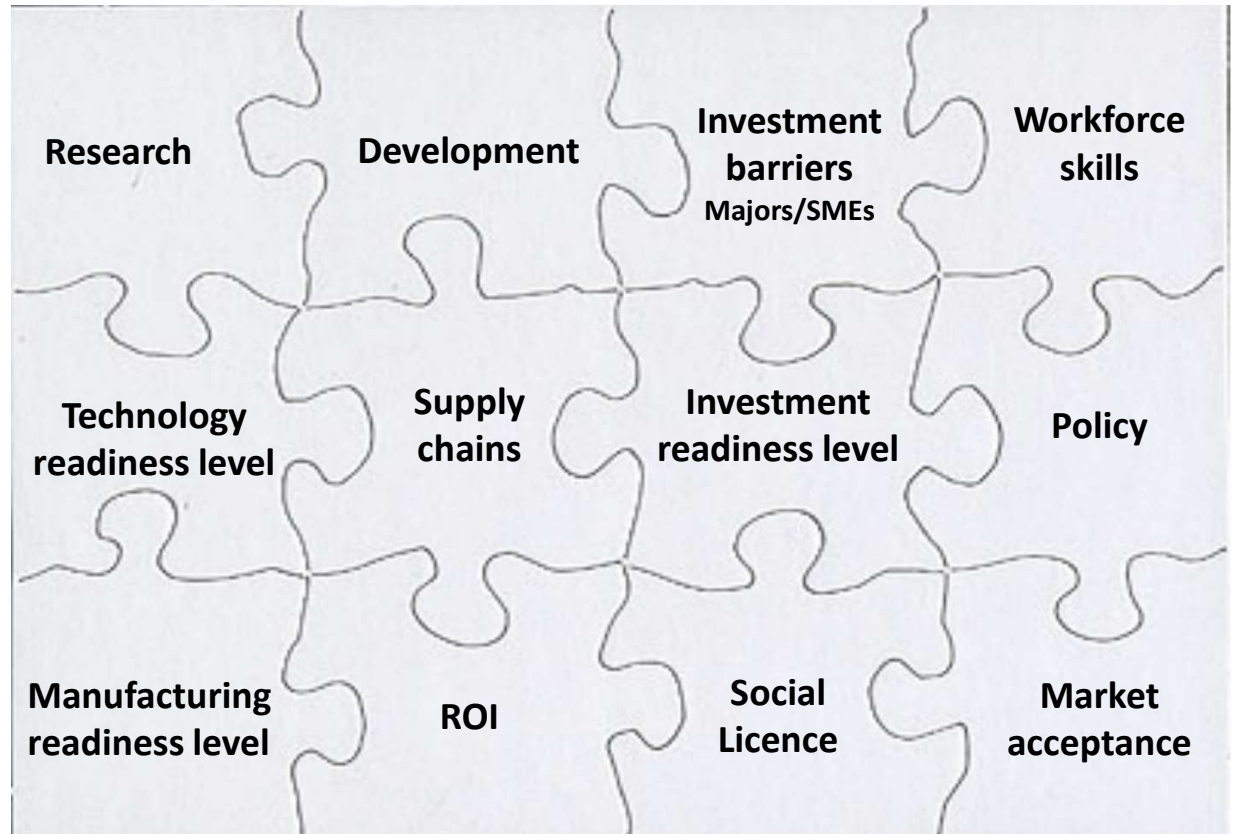 Research
Development
Investment
barriers
Majors/SMEs
Workforce
skills
Technology
readiness level
Supply
chains
Investment
readiness level
Policy
Manufacturing
readiness level
ROI
Social
Licence
Market
acceptance